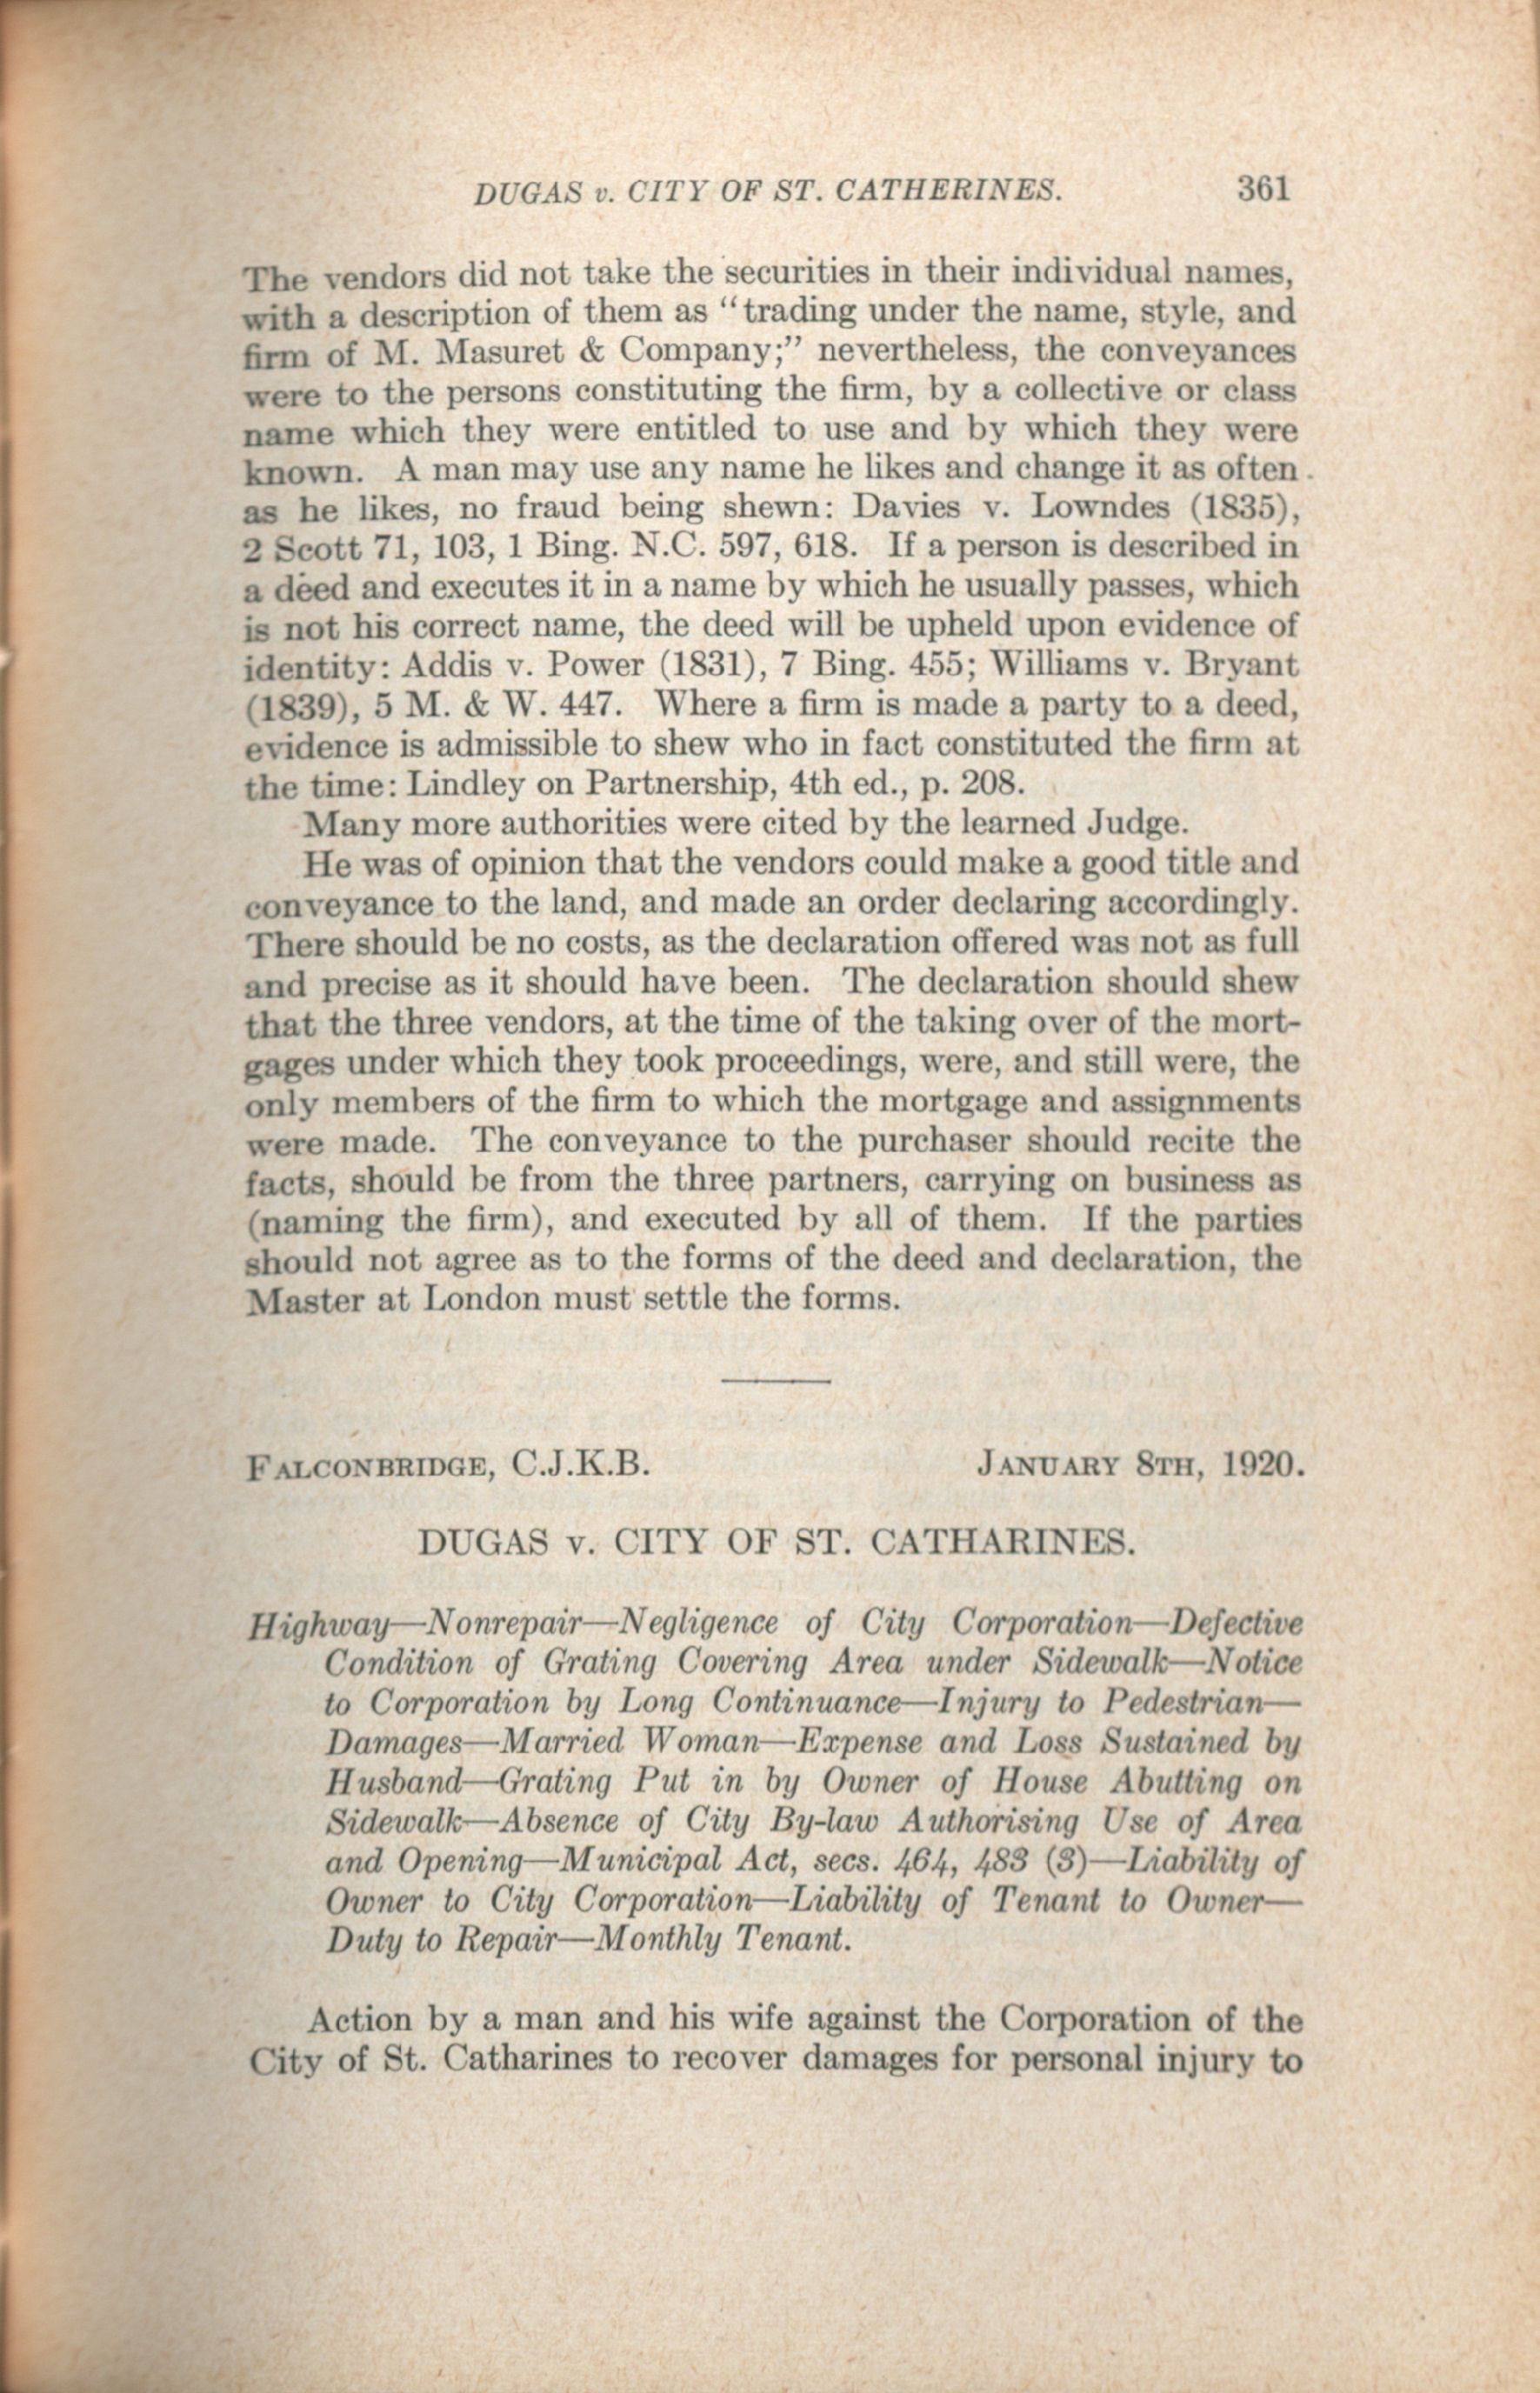 DUGAS v. CITY OF ST. CATHERINES. 361
The vendors did not take the securities in their individual names,
with a description of them as "trading under the name, style, and
firm of M. Masuret & Company;" nevertheless, the conveyances
were to the persons constituting the firm, by a collective or class
name which they were entitled to use and by which they were
known. A man may use any name he likes and change it as often
as he likes, no fraud being shewn: Davies v. Lowndes (1835),
2 Scott 71, 103, 1 Bing. N.C. 597, 618. If a person is described in
a deed and executes it in a name by which he usually passes, which
is not his correct name, the deed will be upheld upon evidence of
identity: Addis v. Power (1831), 7 Bing. 455; Williams v. Bryant
(1839), 5 M. & W. 447. Where a firm is made a party to a deed,
evidence is admissible to shew who in fact constituted the firm at
the time: Lindley on Partnership, 4th ed., p. 208.
Many more authorities were cited by the learned Judge.
He was of opinion that the vendors could make a good title and
conveyance to the land, and made an order declaring accordingly.
There should be no costs, as the declaration offered was not as full
and precise as it should have been. The declaration should shew
that the three vendors, at the time of the taking over of the mort-
gages under which they took proceedings, were, and still were, the
only members of the firm to which the mortgage and assignments
were made. The conveyance to the purchaser should recite the
facts, should be from the three partners, carrying on business as
(naming the firm), and executed by all of them. If the parties
should not agree as to the forms of the deed and declaration, the
Master at London must settle the forms.
FALCONBRIDGE, C.J.K.B. JANUARY 8TH, 1920.
DUGAS v. CITY OF ST. CATHARINES.
Highway—Nonrepair—Negligence of City Corporation—Defective
Condition of Grating Covering Area under Sidewalk—Notice
to Corporation by Long Continuance—Injury to Pedestrian—
Damages—Married Woman—Expense and Loss Sustained by
Husband—Grating Put in by Owner of House Abutting on
Sidewalk—Absence of City By-law Authorising Use of Area
and Opening—Municipal Act, secs. 464, 483 (3)—Liability of
Owner to City Corporation—Liability of Tenant to Owner—
Duty to Repair—Monthly Tenant.
Action by a man and his wife against the Corporation of the
City of St. Catharines to recover damages for personal injury to